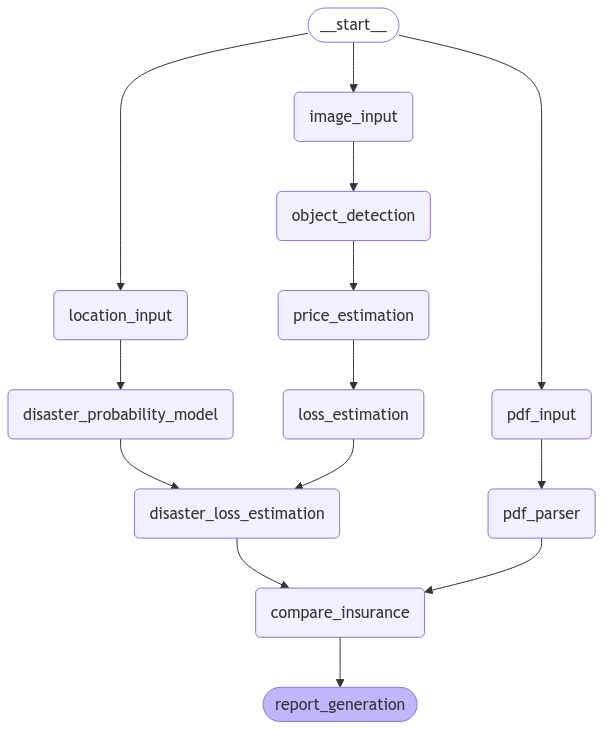 __start__
image_input
object_detection
location_input
price_estimation
disaster_probability_model
loss_estimation
pdf_input
disaster_loss_estimation
pdf_parser
compare_insurance
report_generation